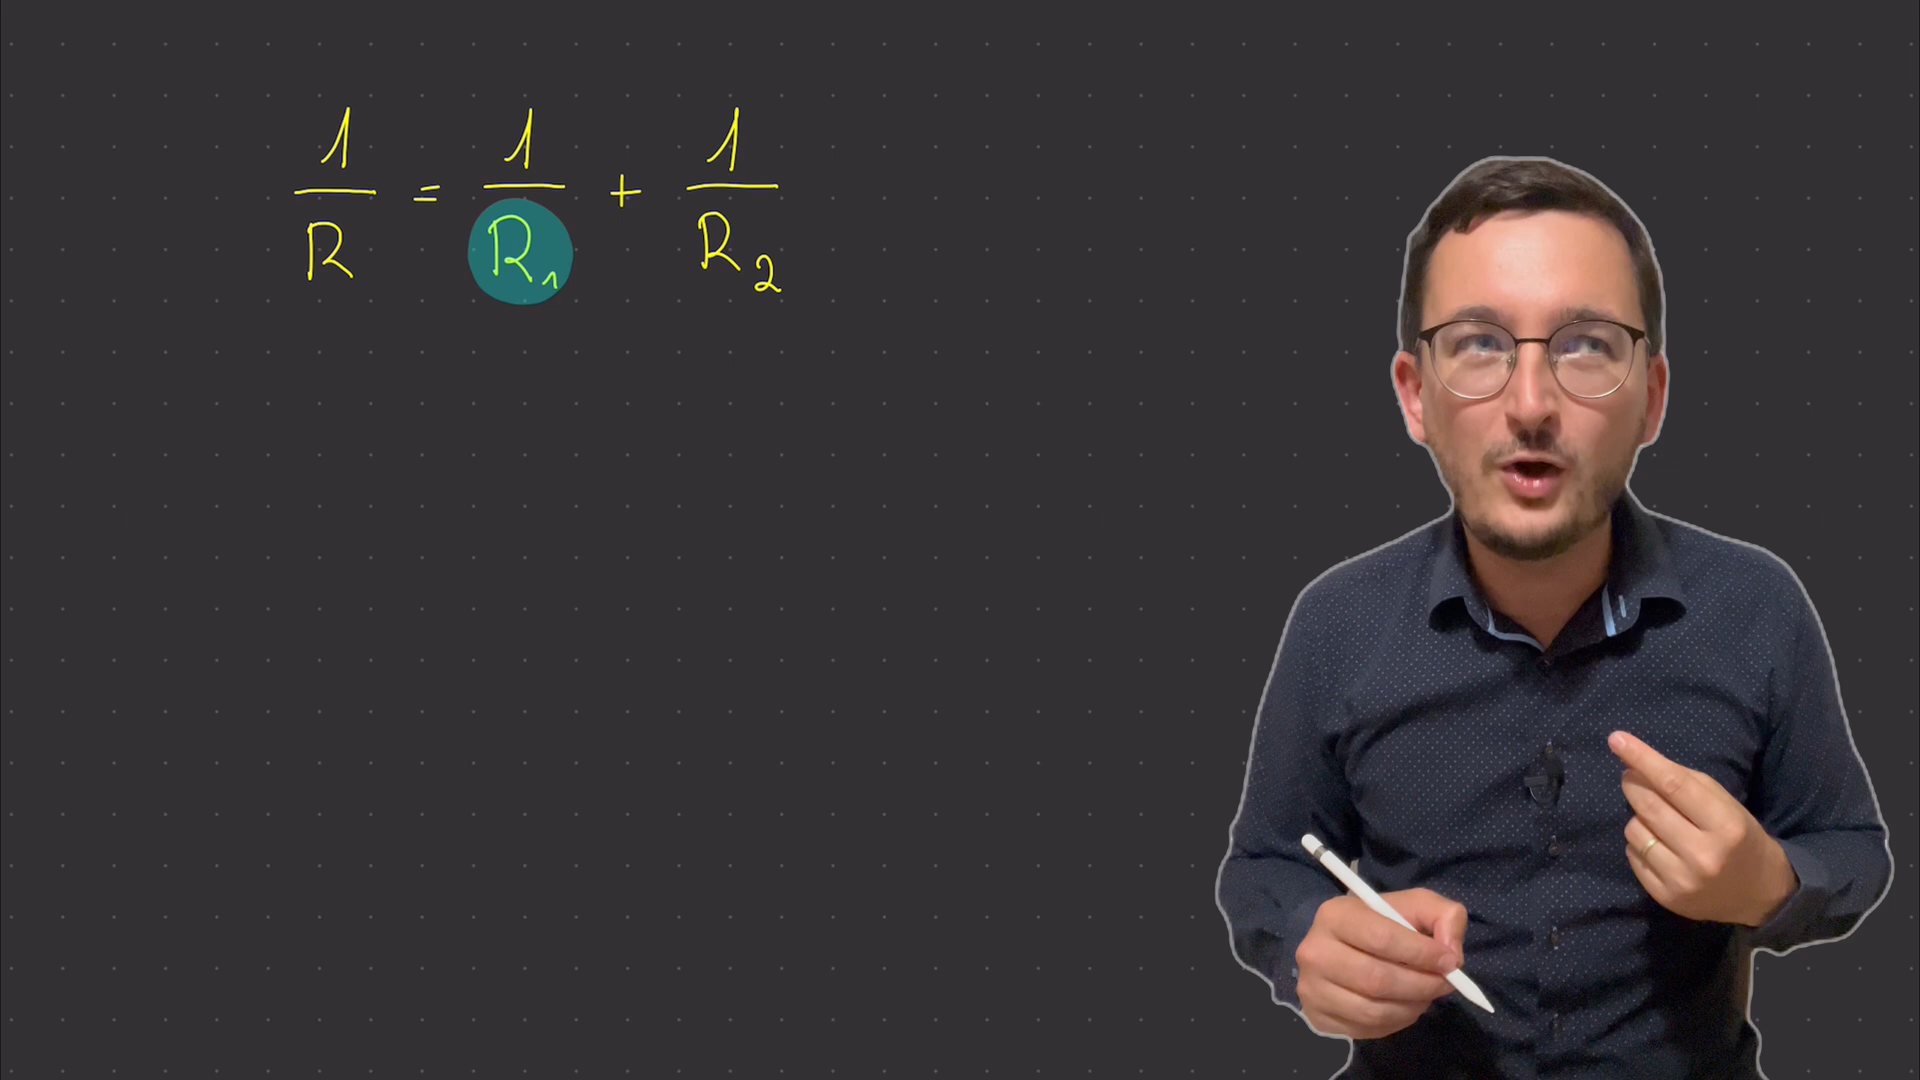 1/R = 1/R₁ + 1/R₂